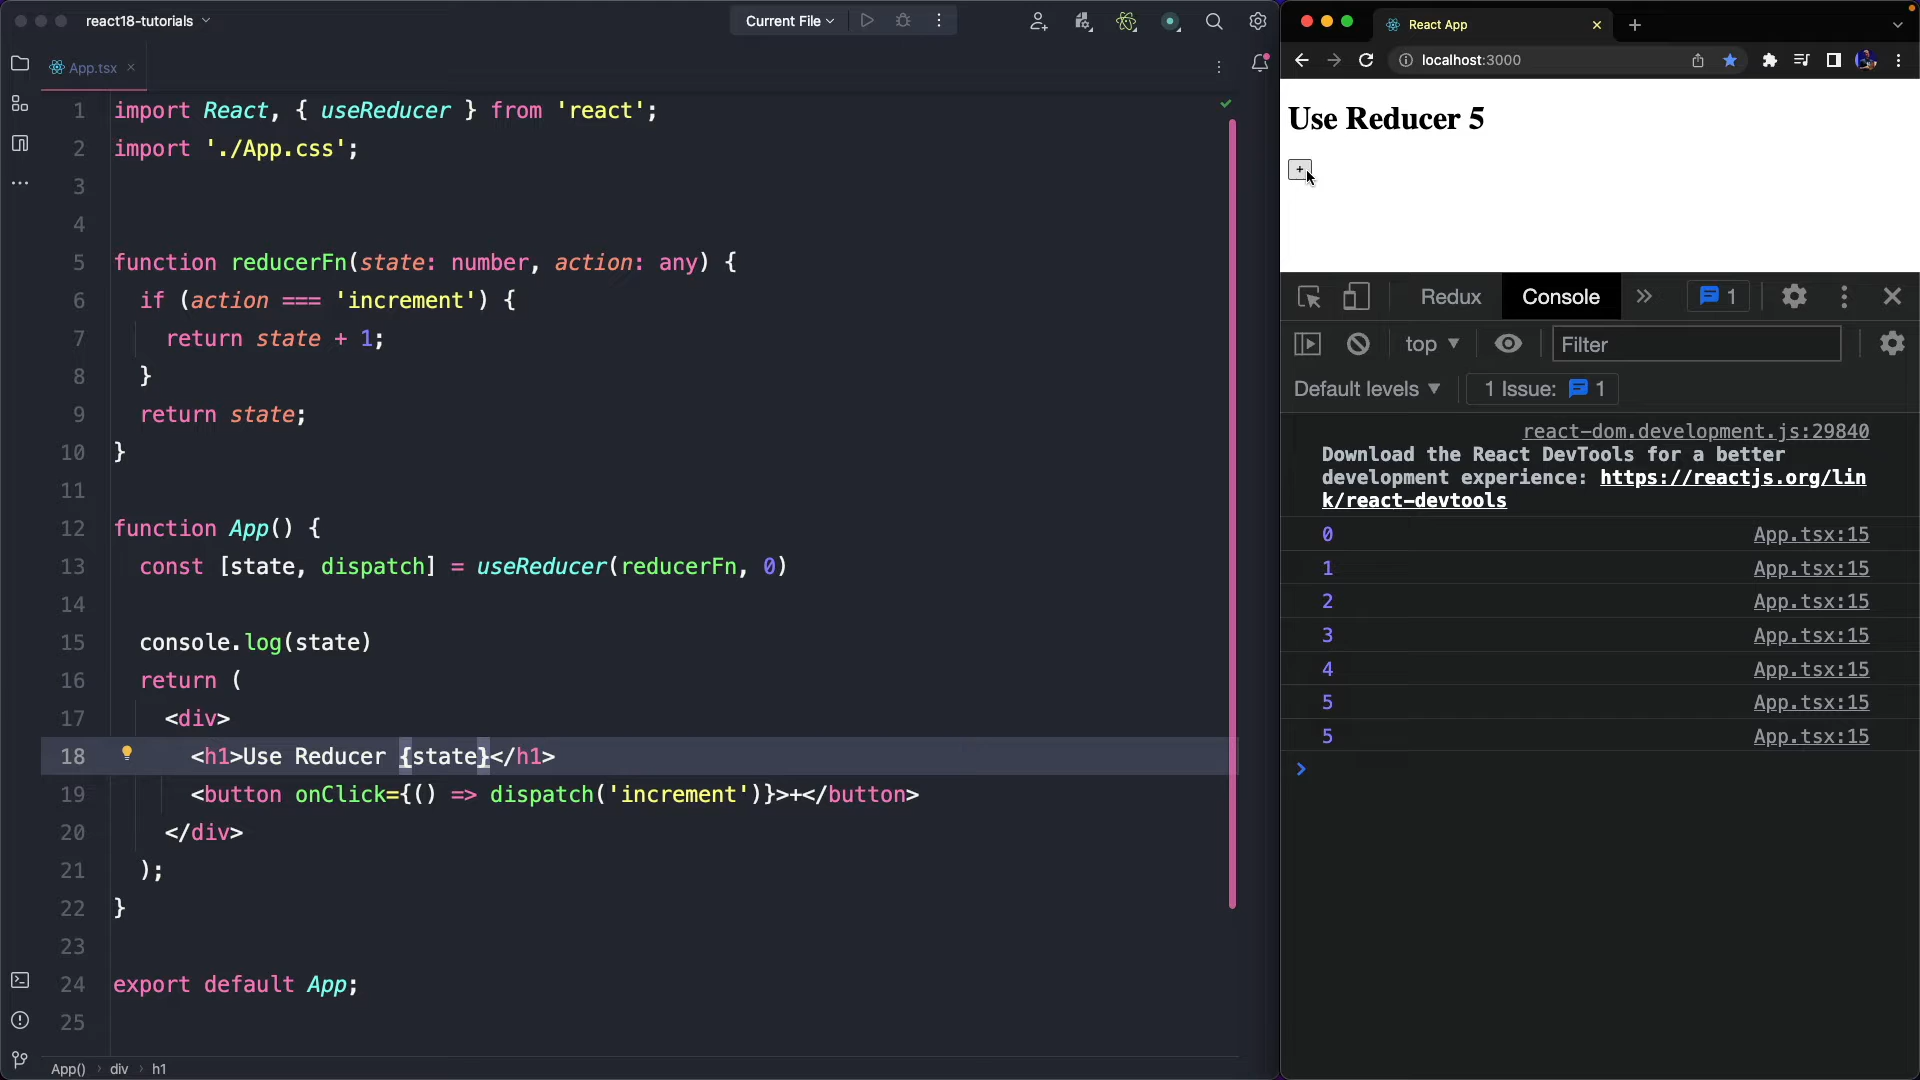 react18-tutorials
Current File
App.tsx
1 import React, { useReducer } from 'react';
2 import './App.css';
3
4
5 function reducerFn(state: number, action: any) {
6 if (action === 'increment') {
7 return state + 1;
8 }
9 return state;
10 }
11
12 function App() {
13 const [state, dispatch] = useReducer(reducerFn, 0)
14
15 console.log(state)
16 return (
17 <div>
18 <h1>Use Reducer {state}</h1>
19 <button onClick={() => dispatch('increment')}>+</button>
20 </div>
21 );
22 }
23
24 export default App;
25
App() › div › h1
React App
localhost:3000
Use Reducer 5
+
Redux Console » 1
top Filter
Default levels 1 Issue: 1
react-dom.development.js:29840
Download the React DevTools for a better
development experience: https://reactjs.org/lin
k/react-devtools
0 App.tsx:15
1 App.tsx:15
2 App.tsx:15
3 App.tsx:15
4 App.tsx:15
5 App.tsx:15
5 App.tsx:15